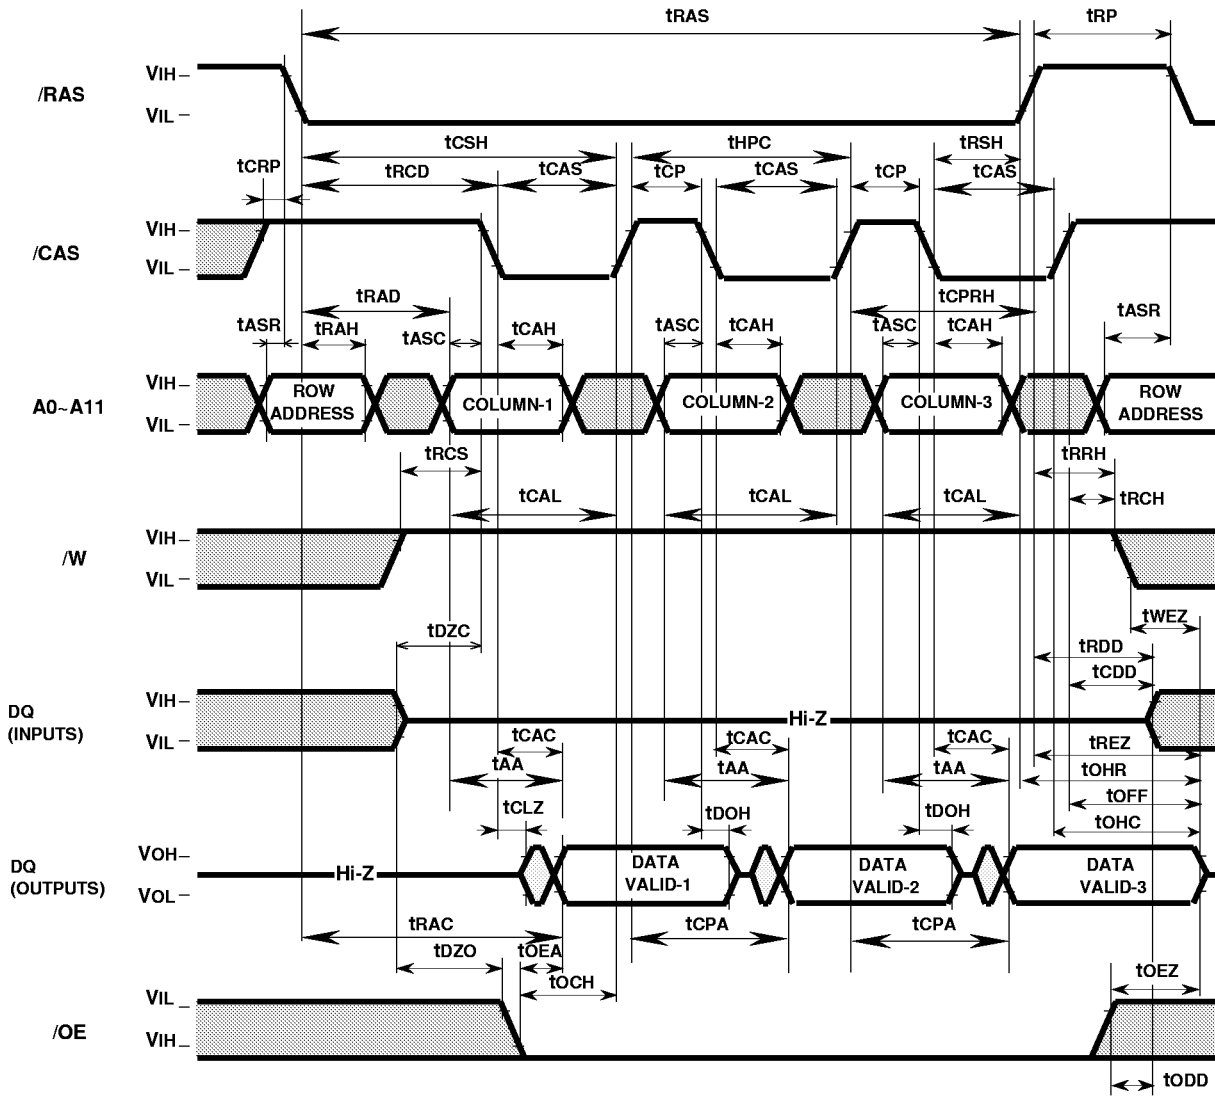 tRAS tRP
VIH
/RAS
VIL
tCSH tHPC tRSH
tCRP tRCD tCAS tCP tCAS tCP tCAS
VIH
/CAS
VIL
tRAD tCPRH tASR
tASR tRAH tASC tCAH tASC tCAH tASC tCAH
VIH
A0~A11
VIL
ROW ADDRESS
COLUMN-1
COLUMN-2
COLUMN-3
ROW ADDRESS
tRCS tRRH
tCAL tCAL tCAL tRCH
VIH
/W
VIL
tWEZ
tDZC tRDD
tCDD
VIH
DQ (INPUTS)
VIL
Hi-Z
tCAC tCAC tCAC tREZ
tAA tAA tAA tOHR
tOFF
tCLZ tDOH tDOH tOHC
VOH
DQ (OUTPUTS)
VOL
Hi-Z
DATA VALID-1
DATA VALID-2
DATA VALID-3
tRAC tCPA tCPA
tDZO tOEA
tOCH tOEZ
VIL
/OE
VIH
tODD